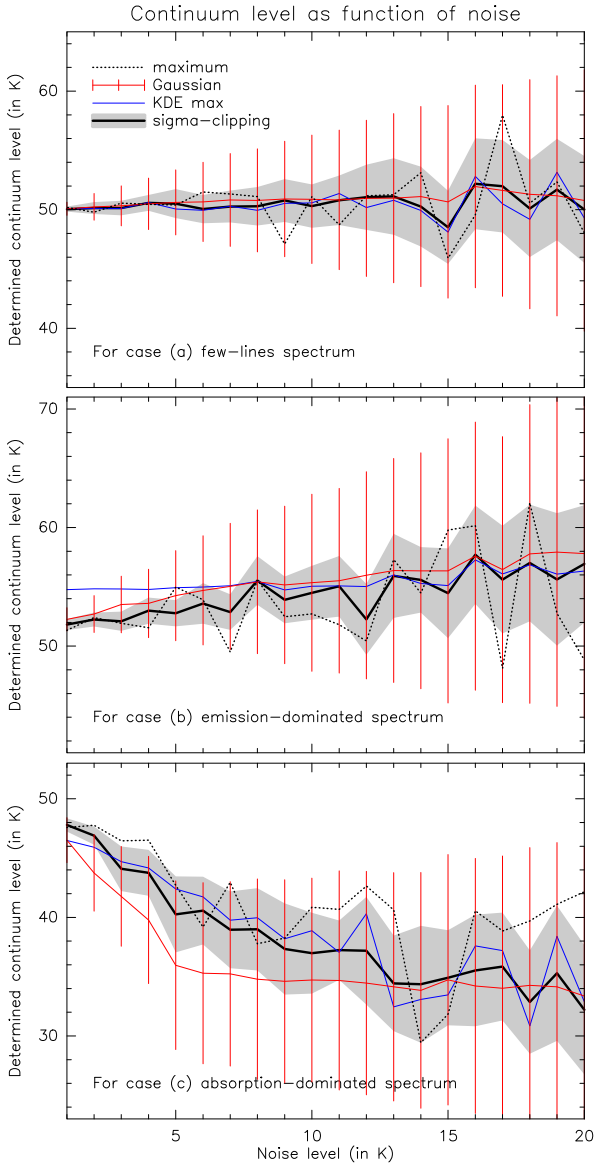 Continuum level as function of noise
maximum
Gaussian
KDE max
sigma-clipping
60
50
40
Determined continuum level (in K)
For case (a) few-lines spectrum
70
60
50
Determined continuum level (in K)
For case (b) emission-dominated spectrum
50
40
30
Determined continuum level (in K)
For case (c) absorption-dominated spectrum
5 10 15 20
Noise level (in K)